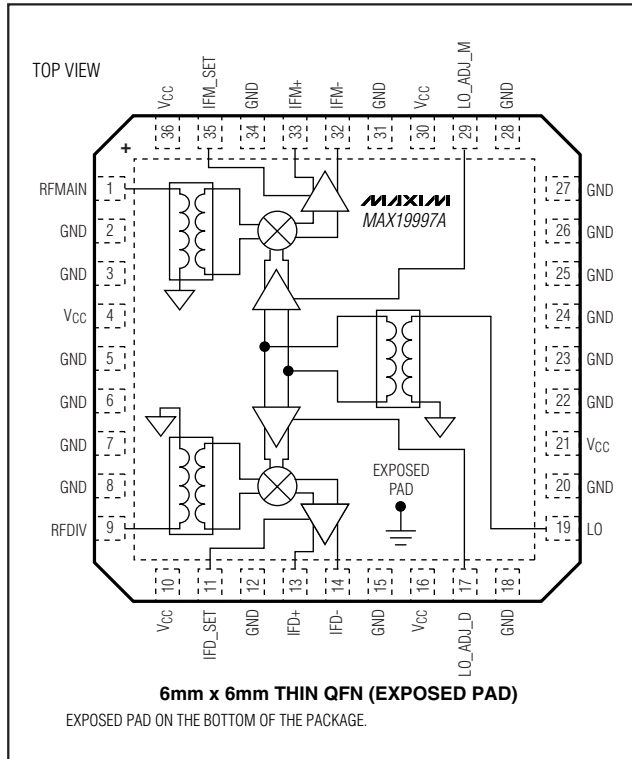 TOP VIEW
VCC
IFM_SET
GND
IFM+
IFM-
GND
VCC
LO_ADJ_M
GND
36
35
34
33
32
31
30
29
28
+
MAXIM
MAX19997A
RFMAIN 1
GND 2
GND 3
VCC 4
GND 5
GND 6
GND 7
GND 8
RFDIV 9
27 GND
26 GND
25 GND
24 GND
23 GND
22 GND
21 VCC
20 GND
19 LO
EXPOSED
PAD
10
11
12
13
14
15
16
17
18
VCC
IFD_SET
GND
IFD+
IFD-
GND
VCC
LO_ADJ_D
GND
6mm x 6mm THIN QFN (EXPOSED PAD)
EXPOSED PAD ON THE BOTTOM OF THE PACKAGE.